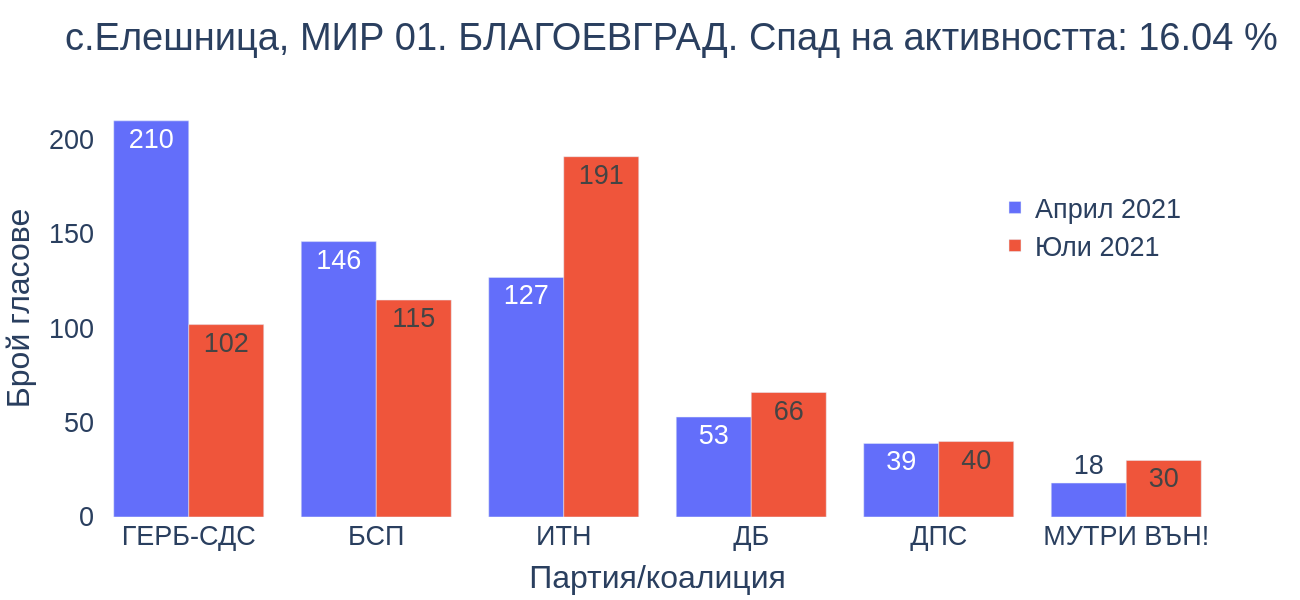 с.Елешница, МИР 01. БЛАГОЕВГРАД. Спад на активността: 16.04 %
Брой гласове
200
150
100
50
0
210
102
146
115
127
191
53
66
39
40
18
30
Април 2021
Юли 2021
ГЕРБ-СДС
БСП
ИТН
ДБ
ДПС
МУТРИ ВЪН!
Партия/коалиция